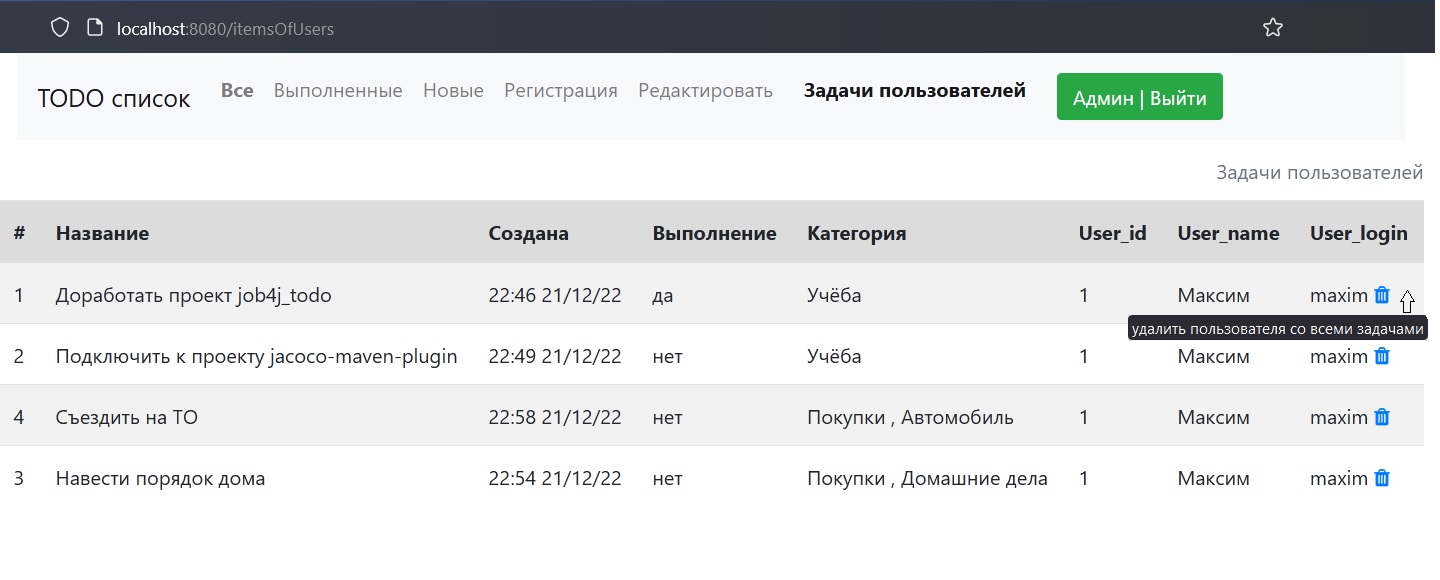 localhost:8080/itemsOfUsers
TODO список Все Выполненные Новые Регистрация Редактировать Задачи пользователей Админ | Выйти
Задачи пользователей
# Название Создана Выполнение Категория User_id User_name User_login
1 Доработать проект job4j_todo 22:46 21/12/22 да Учёба 1 Максим maxim
удалить пользователя со всеми задачами
2 Подключить к проекту jacoco-maven-plugin 22:49 21/12/22 нет Учёба 1 Максим maxim
4 Съездить на ТО 22:58 21/12/22 нет Покупки , Автомобиль 1 Максим maxim
3 Навести порядок дома 22:54 21/12/22 нет Покупки , Домашние дела 1 Максим maxim